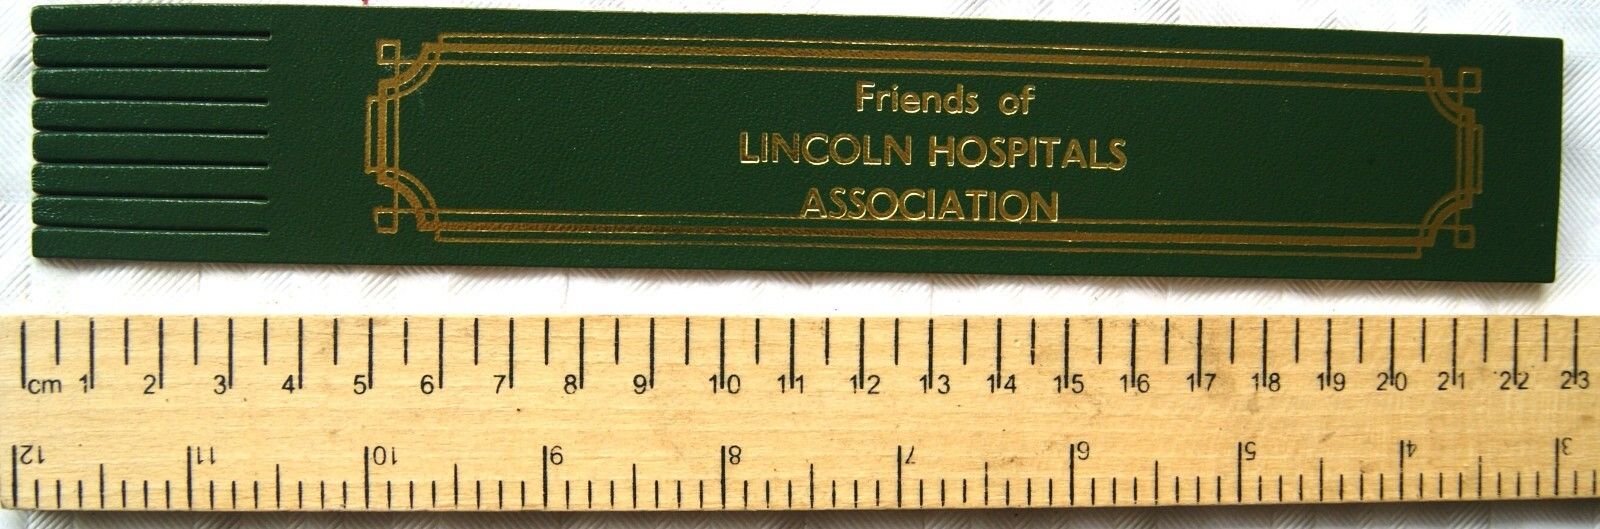 Friends of
LINCOLN HOSPITALS
ASSOCIATION
cm 1 2 3 4 5 6 7 8 9 10 11 12 13 14 15 16 17 18 19 20 21 22 23
12 11 10 9 8 7 6 5 4 3